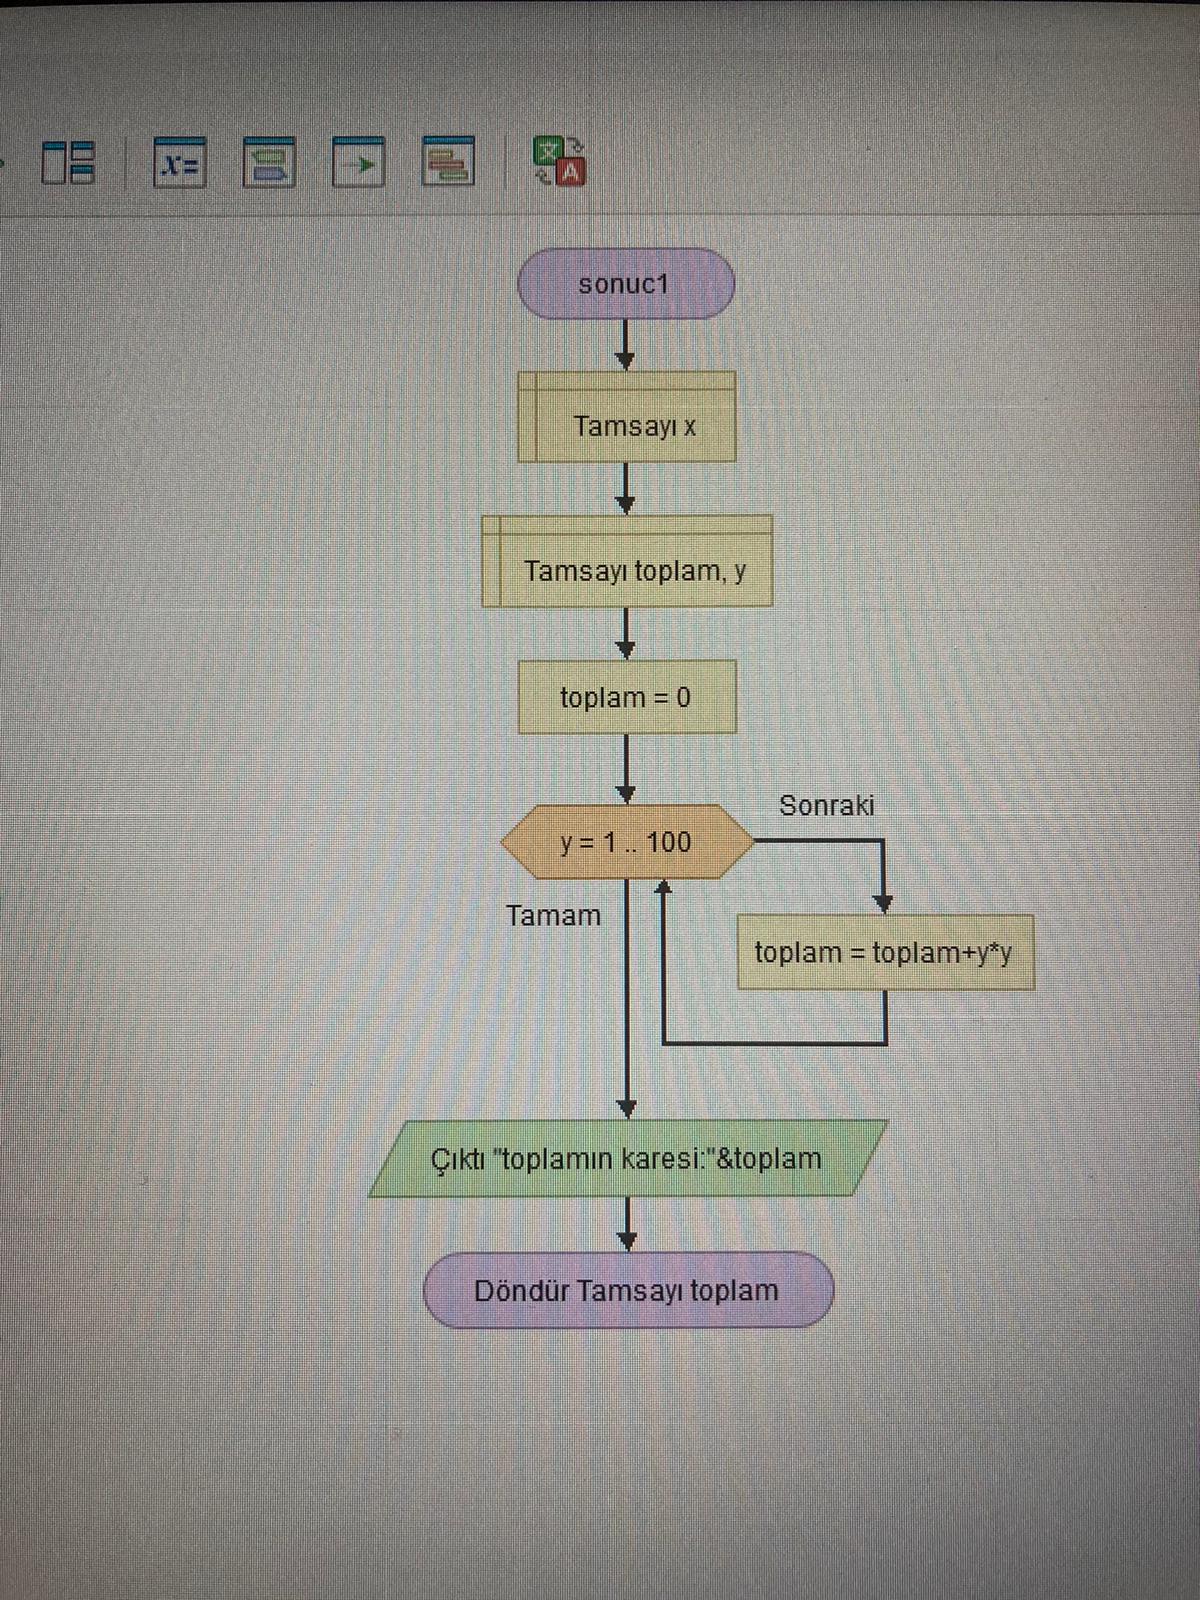 x=
文
A
sonuc1
Tamsayı x
Tamsayı toplam, y
toplam = 0
y = 1 .. 100
Sonraki
Tamam
toplam = toplam+y*y
Çıktı "toplamın karesi:"&toplam
Döndür Tamsayı toplam